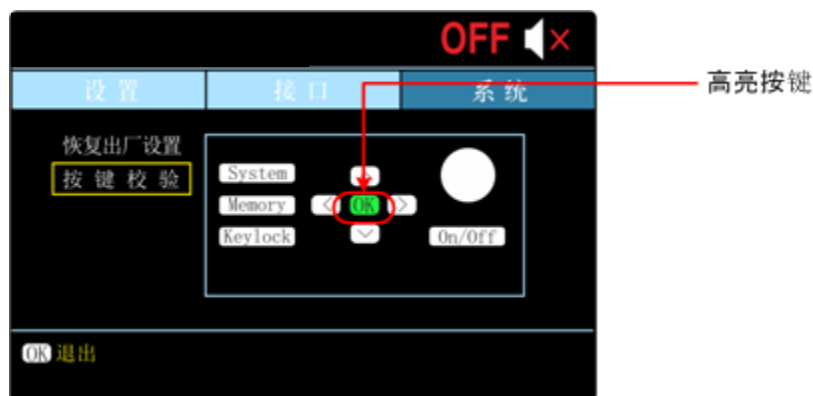 OFF
设置 接口 系统
高亮按键
恢复出厂设置
按键校验
System
Memory OK
Keylock On/Off
OK 退出